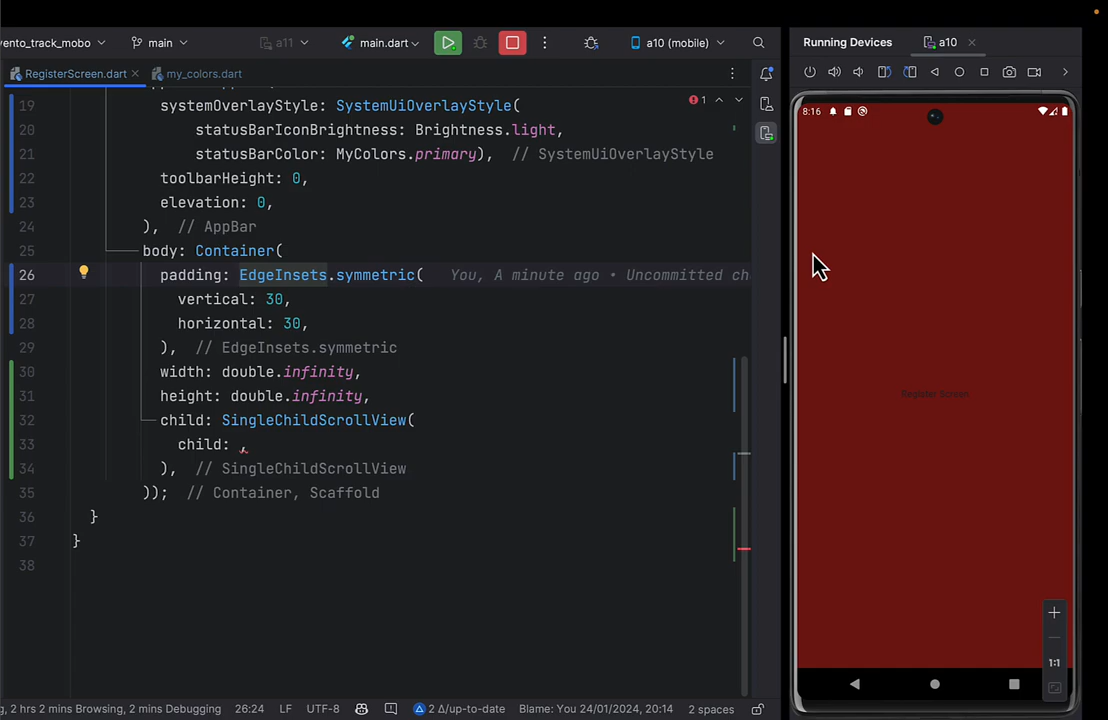 ento_track_mobo
main
a11
main.dart
a10 (mobile)
Running Devices
a10
RegisterScreen.dart
my_colors.dart
19 systemOverlayStyle: SystemUiOverlayStyle(
1
20 statusBarIconBrightness: Brightness.light,
21 statusBarColor: MyColors.primary), // SystemUiOverlayStyle
22 toolbarHeight: 0,
23 elevation: 0,
24 ), // AppBar
25 body: Container(
26 padding: EdgeInsets.symmetric( You, A minute ago • Uncommitted ch
27 vertical: 30,
28 horizontal: 30,
29 ), // EdgeInsets.symmetric
30 width: double.infinity,
31 height: double.infinity,
32 child: SingleChildScrollView(
33 child: ,
34 ), // SingleChildScrollView
35 )); // Container, Scaffold
36 }
37 }
38
8:16
Register Screen
1:1
, 2 hrs 2 mins Browsing, 2 mins Debugging
26:24
LF
UTF-8
2 Δ/up-to-date
Blame: You 24/01/2024, 20:14
2 spaces